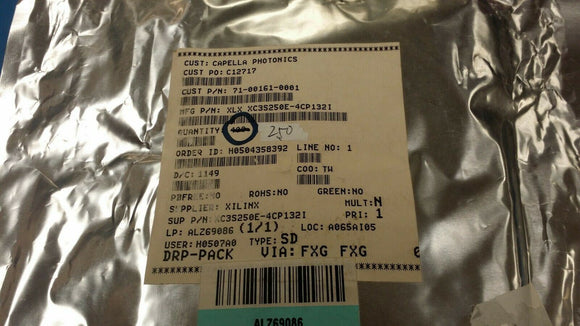 CUST: CAPELLA PHOTONICS
CUST PO: C12717
CUST P/N: 71-00161-0001
MFG P/N: XLX XC3S250E-4CP132I
QUANTITY: 250
ORDER ID: H0504350392 LINE NO: 1
D/C: 1149 COO: TW
PBFREE:NO ROHS:NO GREEN:NO
SUPPLIER: XILINX MULT:N
SUP P/N: XC3S250E-4CP132I PRI: 1
LP: ALZ69086 (1/1) LOC: A065AI05
USER: H0507A0 TYPE: SD
DRP-PACK VIA: FXG FXG
ALZ69086